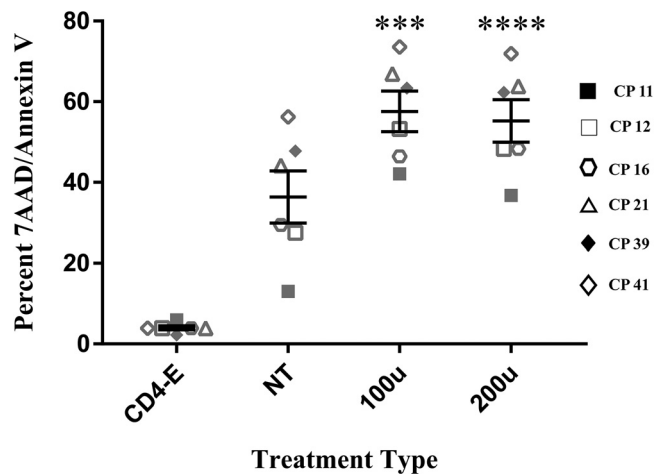 80
60
40
20
0
Percent 7AAD/Annexin V
*** ****
CP 11
CP 12
CP 16
CP 21
CP 39
CP 41
CD4-E NT 100u 200u
Treatment Type